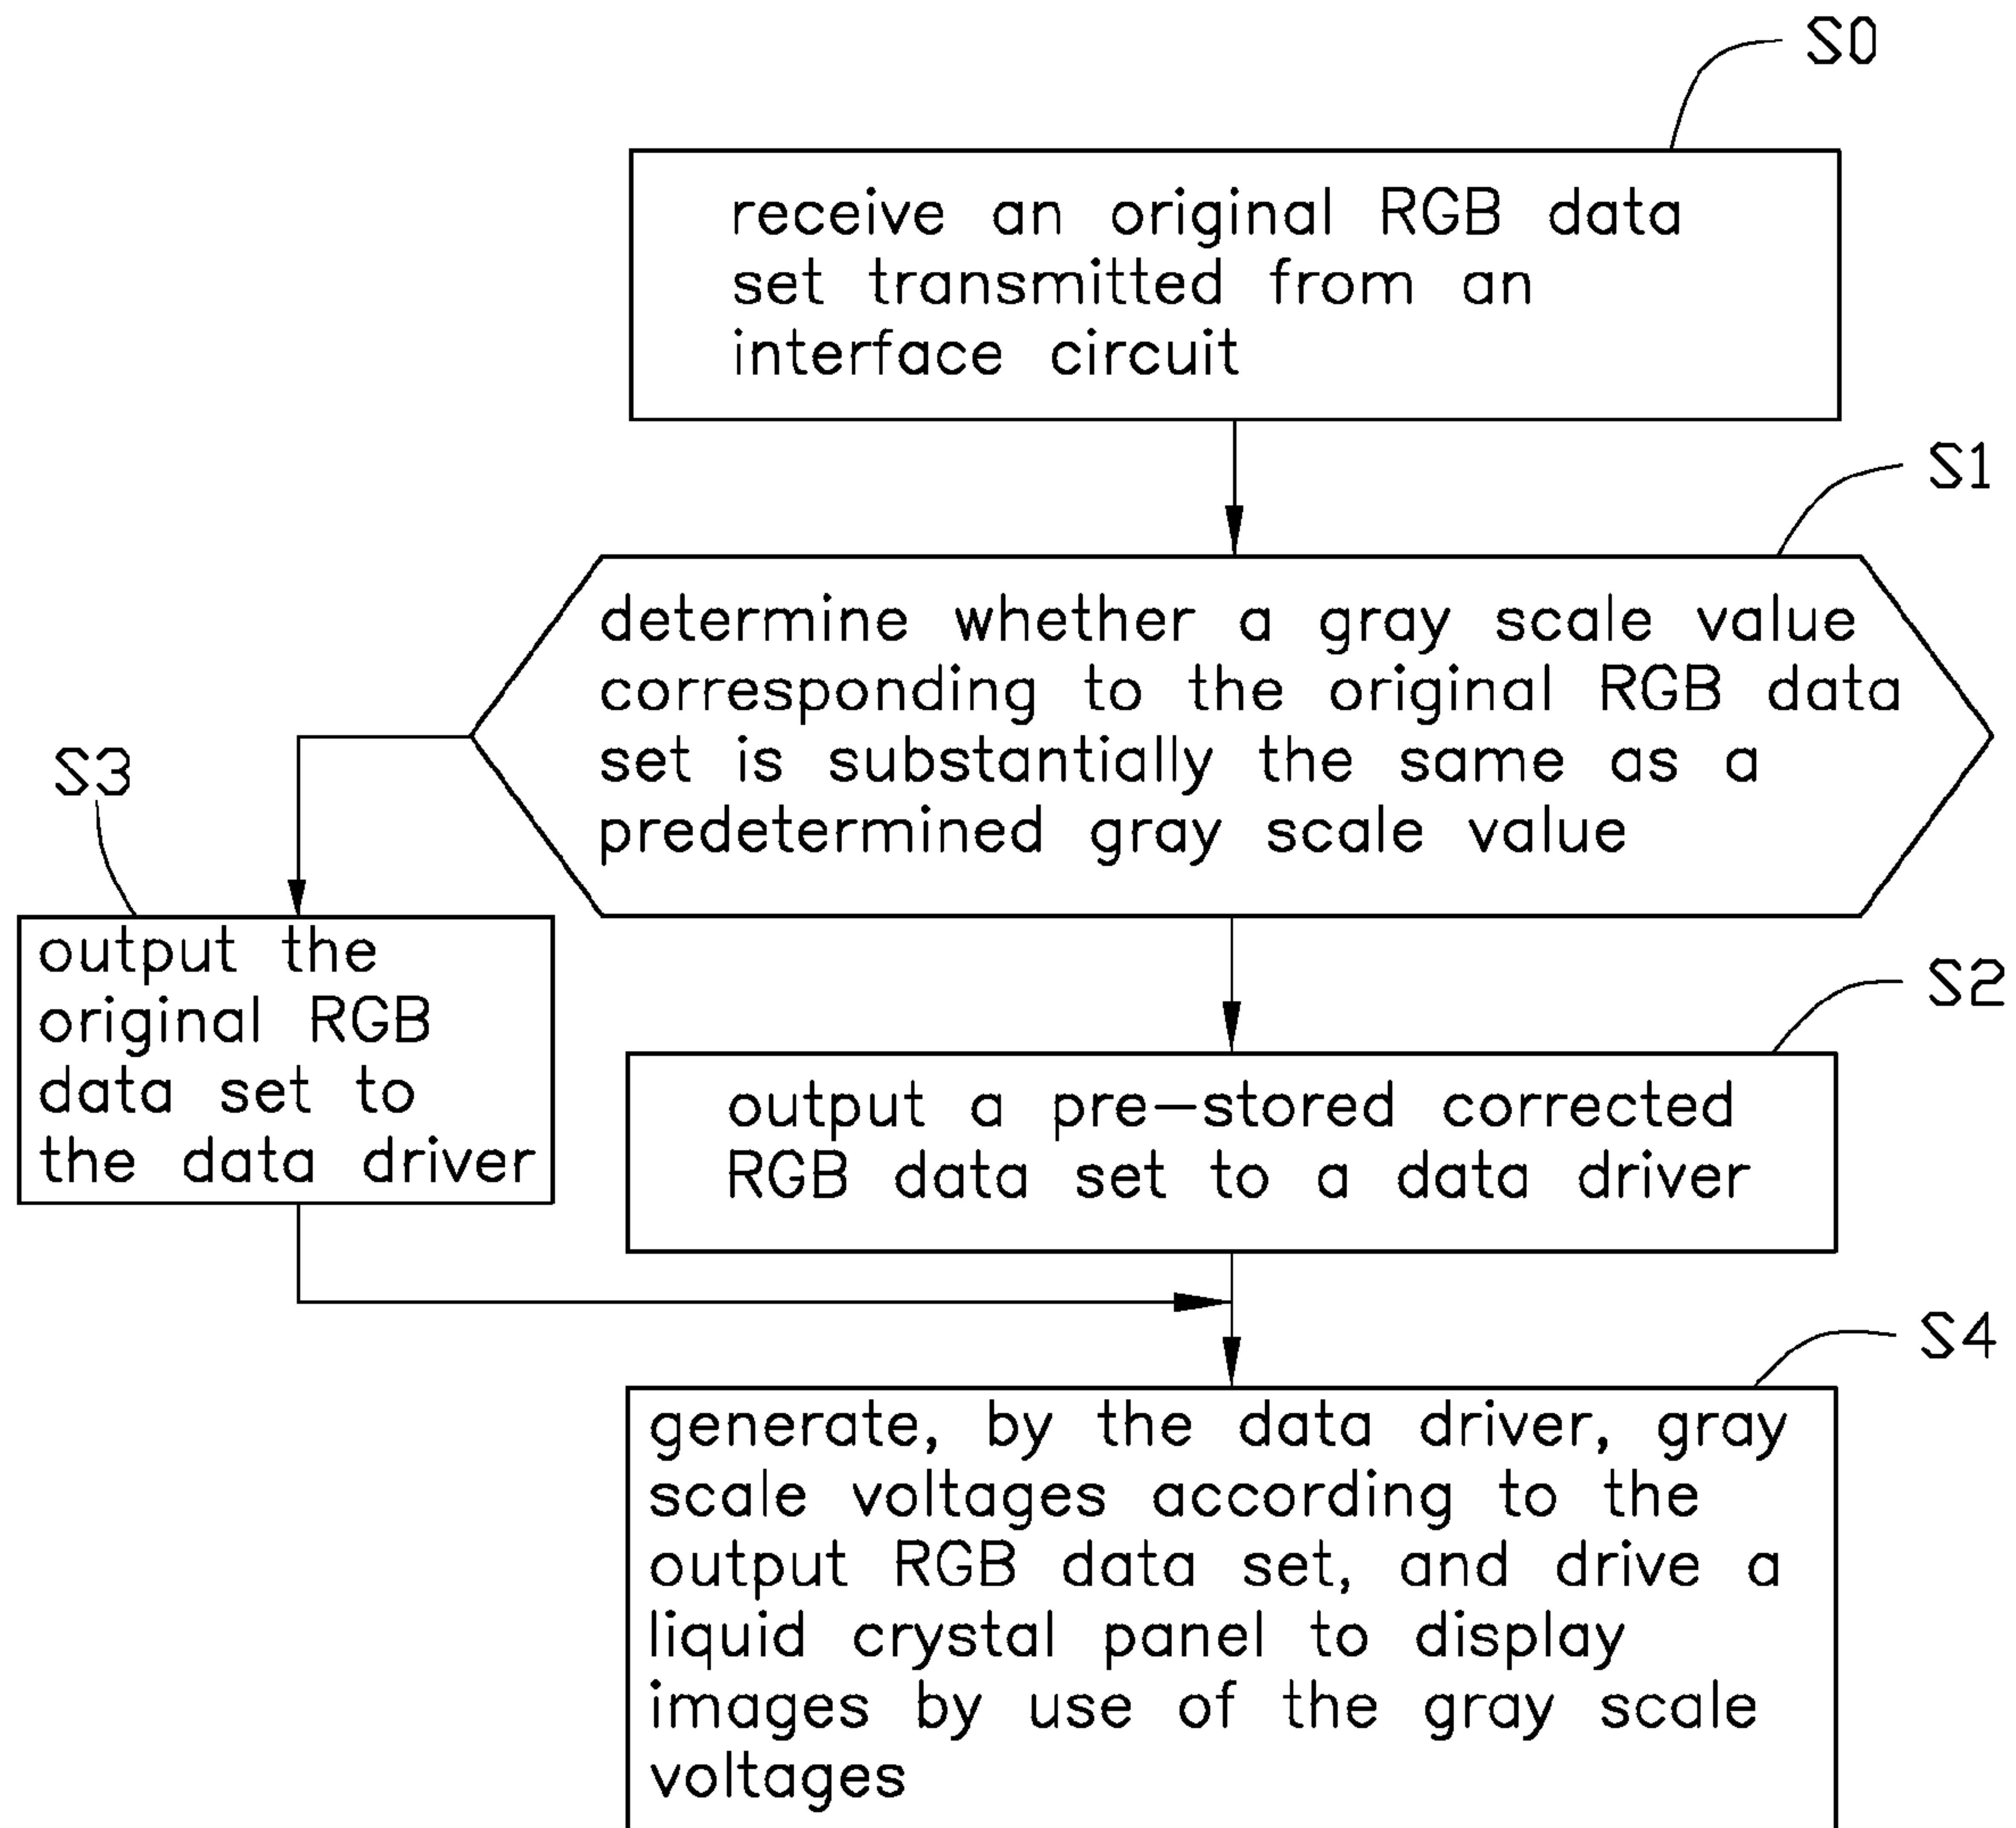 S0
receive an original RGB data
set transmitted from an
interface circuit
S1
determine whether a gray scale value
corresponding to the original RGB data
set is substantially the same as a
predetermined gray scale value
S3
output the
original RGB
data set to
the data driver
S2
output a pre-stored corrected
RGB data set to a data driver
S4
generate, by the data driver, gray
scale voltages according to the
output RGB data set, and drive a
liquid crystal panel to display
images by use of the gray scale
voltages